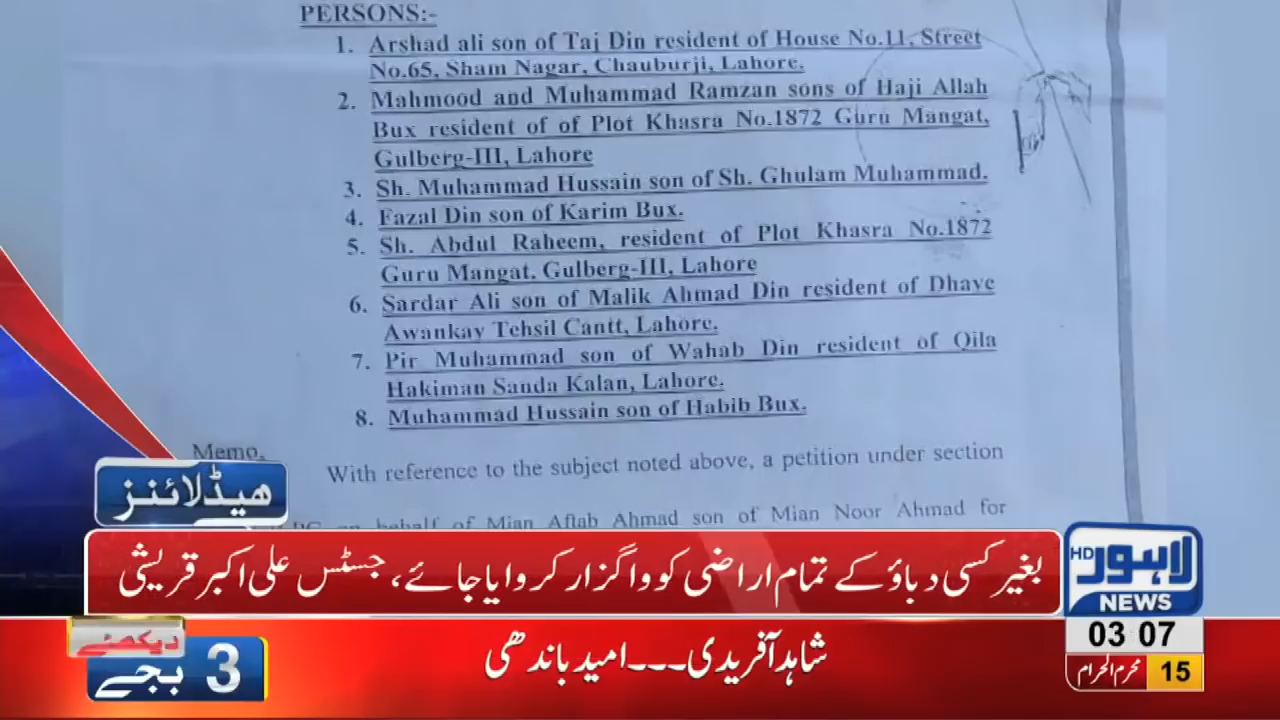 PERSONS:-
1. Arshad ali son of Taj Din resident of House No.11, Street
No.65, Sham Nagar, Chauburji, Lahore.
2. Mahmood and Muhammad Ramzan sons of Haji Allah
Bux resident of of Plot Khasra No.1872 Guru Mangat,
Gulberg-III, Lahore
3. Sh. Muhammad Hussain son of Sh. Ghulam Muhammad.
4. Fazal Din son of Karim Bux.
5. Sh. Abdul Raheem, resident of Plot Khasra No.1872
Guru Mangat. Gulberg-III, Lahore
6. Sardar Ali son of Malik Ahmad Din resident of Dhaye
Awankay Tehsil Cantt, Lahore.
7. Pir Muhammad son of Wahab Din resident of Qila
Hakiman Sauda Kalan, Lahore.
8. Muhammad Hussain son of Habib Bux.
Memo.
With reference to the subject noted above, a petition under section
on behalf of Mian Aftab Ahmad son of Mian Noor Ahmad for
ہیڈلائنز
بغیر کسی دباؤ کے تمام اراضی کو واگزار کروایا جائے، جسٹس علی اکبر قریشی
لاہور HD
NEWS
03 07
15 محرم الحرام
دیکھئے
3 بجے
شاہد آفریدی۔۔۔امید باندھی